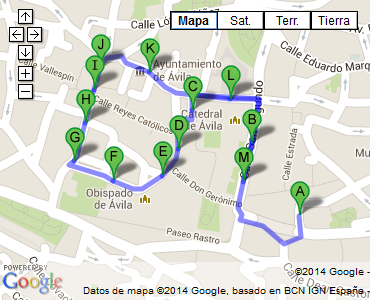 Calle Ló
Mapa
Sat.
Terr.
Tierra
Av.
Calle Eduardo Marq
Calle Vallespín
J
K
I
Ayuntamiento
de Ávila
L
C
H
Calle Reyes Católicos
Catedral
de Ávila
B
D
Calle Estrada
G
F
E
M
Calle Don Gerónimo
A
Obispado
de Ávila
Paseo Rastro
POWERED BY
Google
©2014 Google -
Datos de mapa ©2014 Google, basado en BCN IGN España